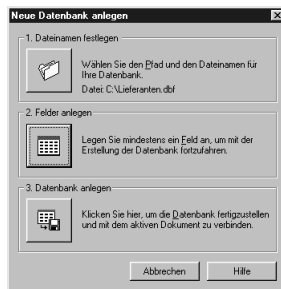 Neue Datenbank anlegen
1. Dateinamen festlegen
Wählen Sie den Pfad und den Dateinamen für
Ihre Datenbank.
Datei: C:\Lieferanten.dbf
2. Felder anlegen
Legen Sie mindestens ein Feld an, um mit der
Erstellung der Datenbank fortzufahren.
3. Datenbank anlegen
Klicken Sie hier, um die Datenbank fertigzustellen
und mit dem aktiven Dokument zu verbinden.
Abbrechen
Hilfe